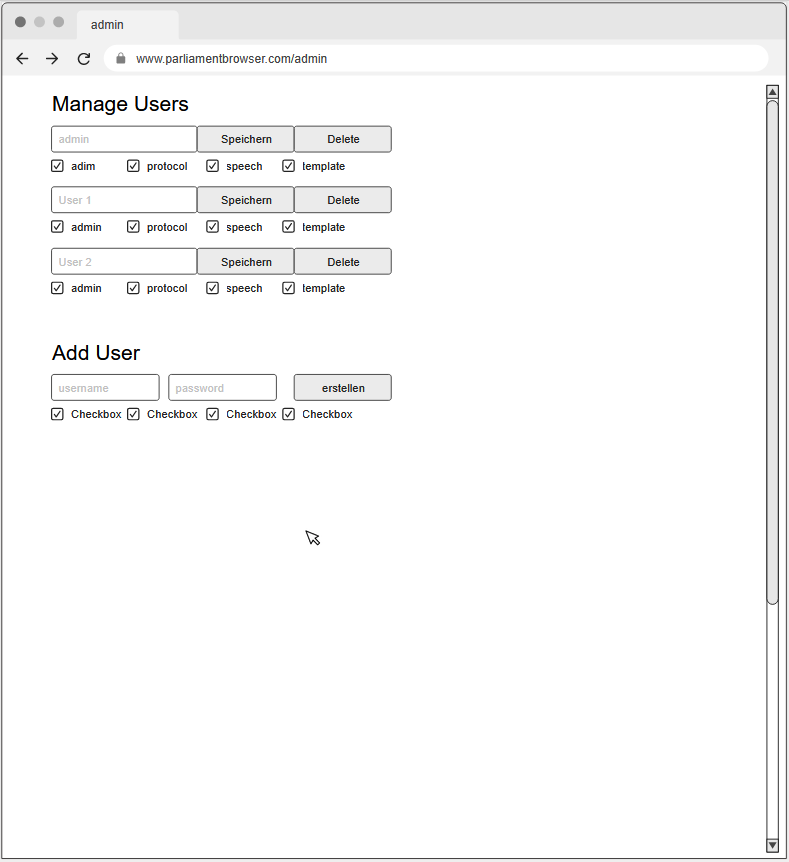 admin
www.parliamentbrowser.com/admin
Manage Users
admin Speichern Delete
adim protocol speech template
User 1 Speichern Delete
admin protocol speech template
User 2 Speichern Delete
admin protocol speech template
Add User
username password erstellen
Checkbox Checkbox Checkbox Checkbox